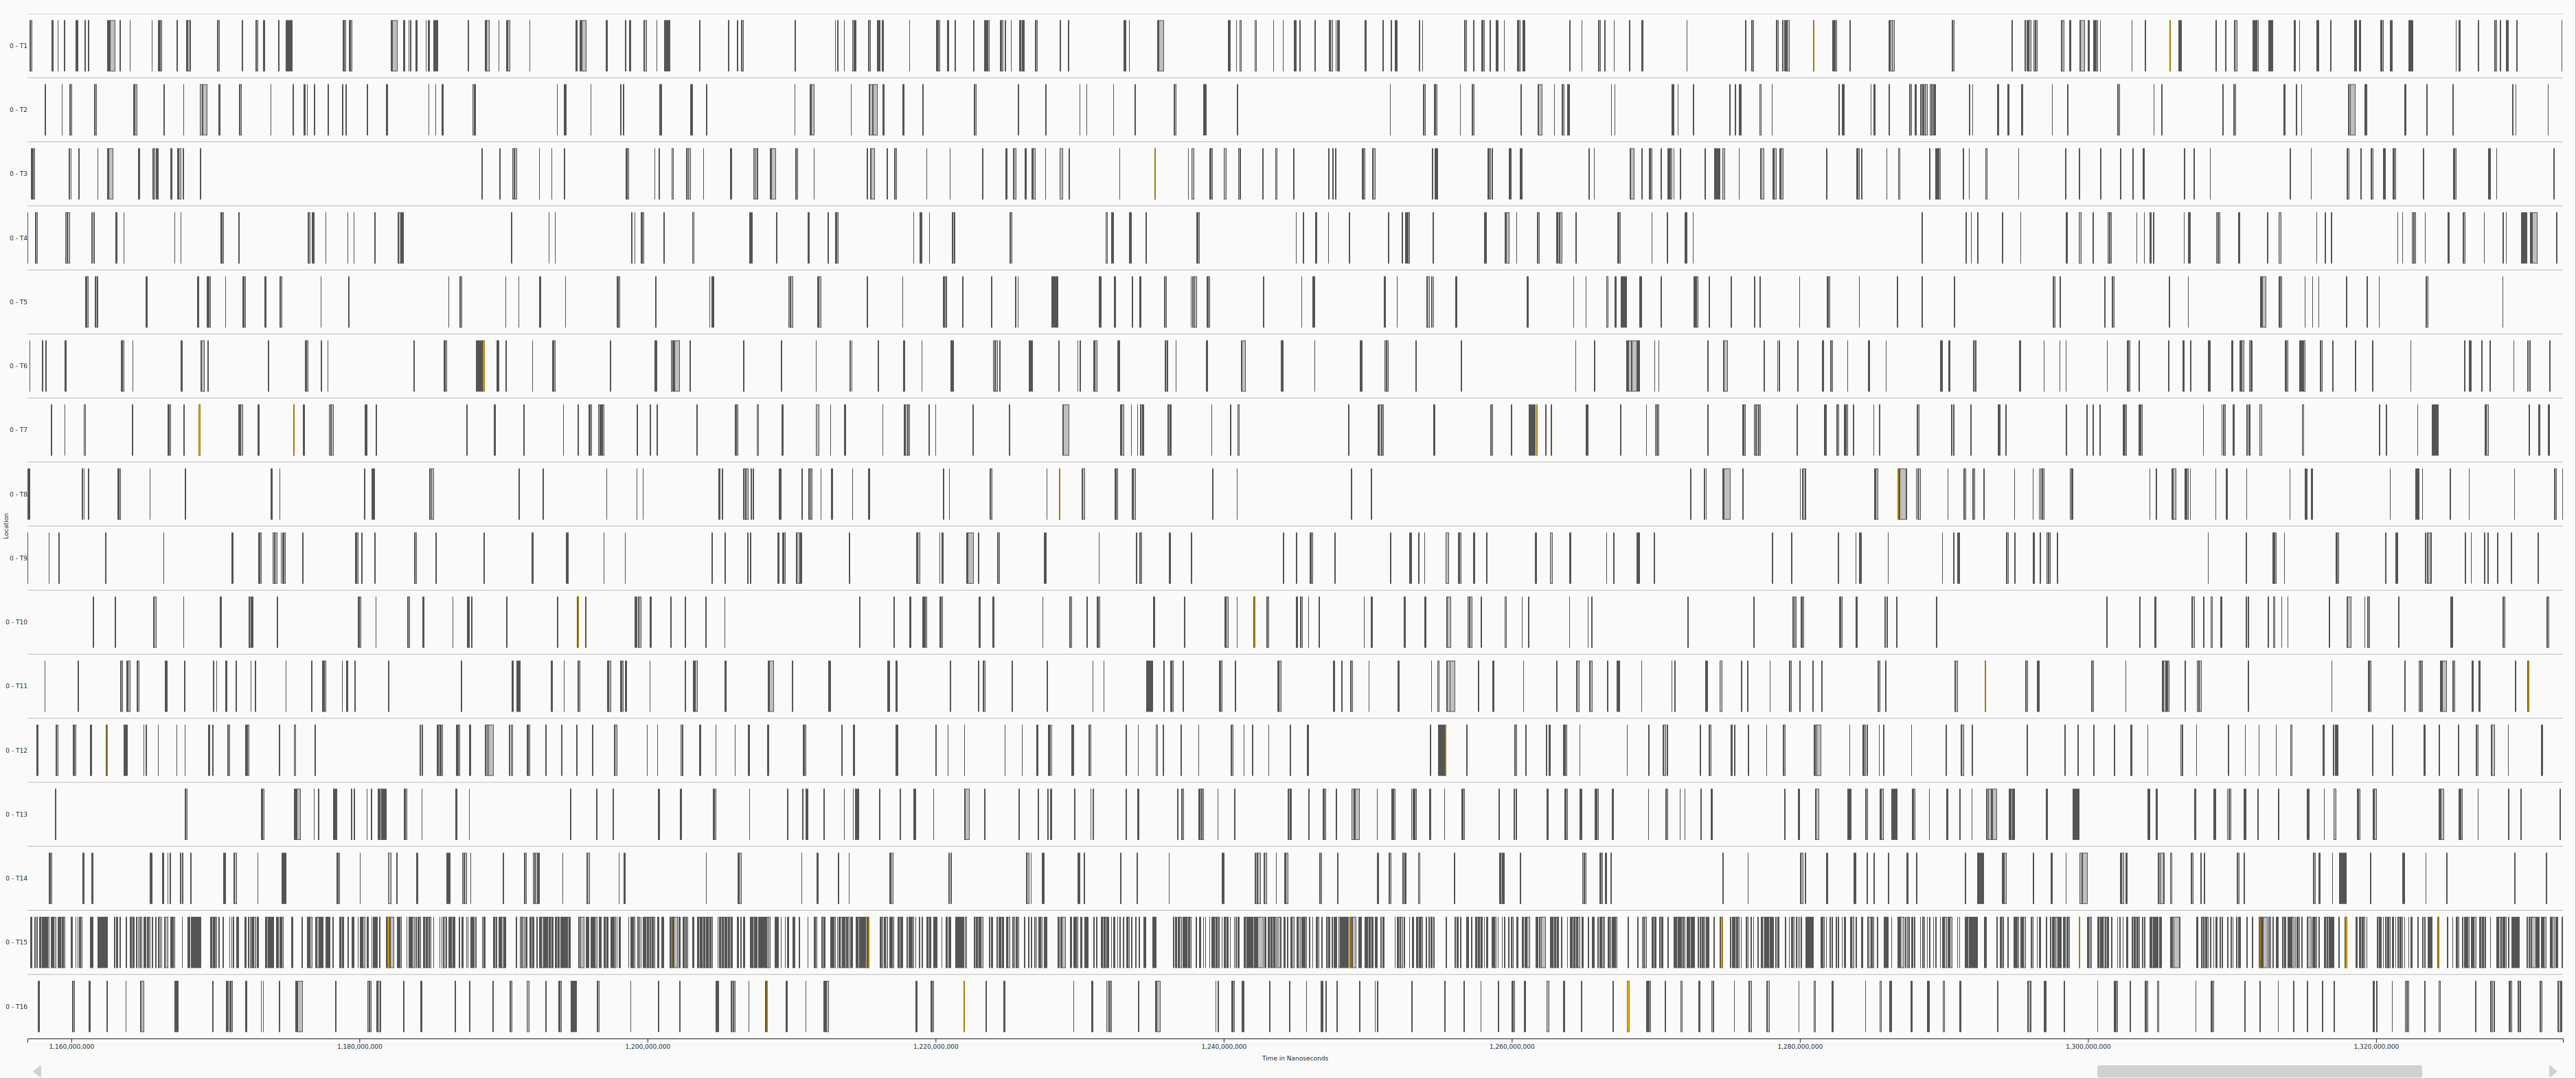 0 - T1
0 - T2
0 - T3
0 - T4
0 - T5
0 - T6
0 - T7
0 - T8
0 - T9
0 - T10
0 - T11
0 - T12
0 - T13
0 - T14
0 - T15
0 - T16
Location
1,160,000,000 1,180,000,000 1,200,000,000 1,220,000,000 1,240,000,000 1,260,000,000 1,280,000,000 1,300,000,000 1,320,000,000
Time in Nanoseconds